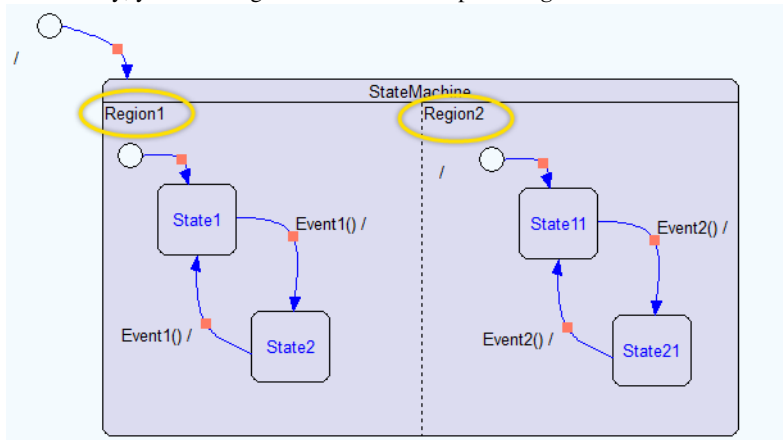 /
StateMachine
Region1
Region2
/
State1
Event1() /
State11
Event2() /
Event1() /
State2
Event2() /
State21